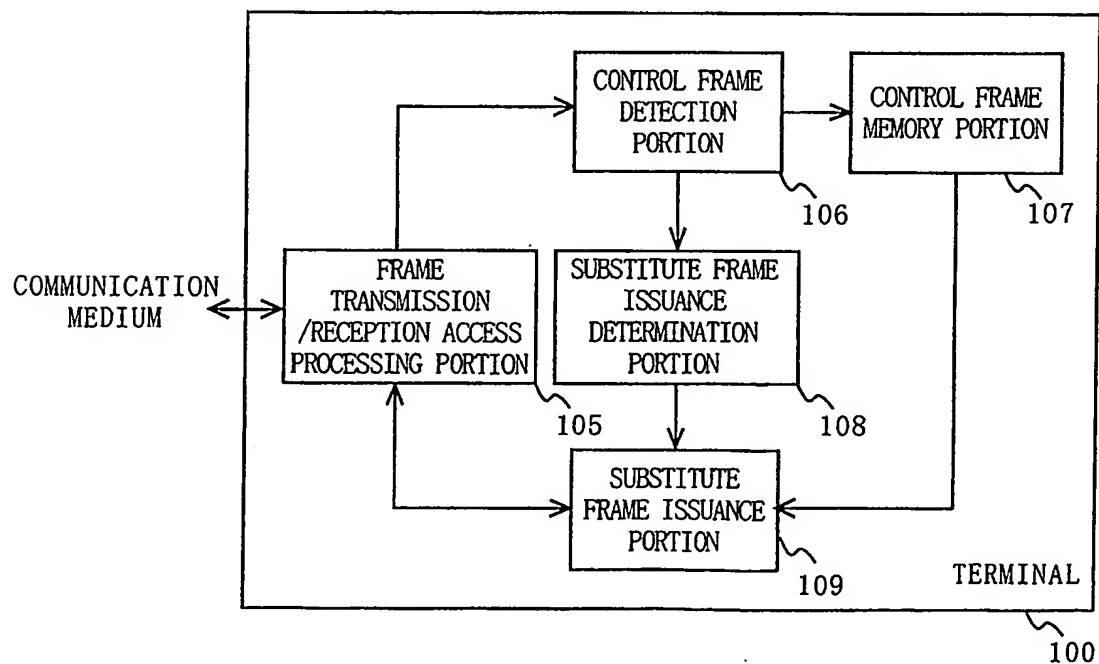 CONTROL FRAME
DETECTION
PORTION
106
CONTROL FRAME
MEMORY PORTION
107
COMMUNICATION
MEDIUM
FRAME
TRANSMISSION
/RECEPTION ACCESS
PROCESSING PORTION
105
SUBSTITUTE FRAME
ISSUANCE
DETERMINATION
PORTION
108
SUBSTITUTE
FRAME ISSUANCE
PORTION
109
TERMINAL
100